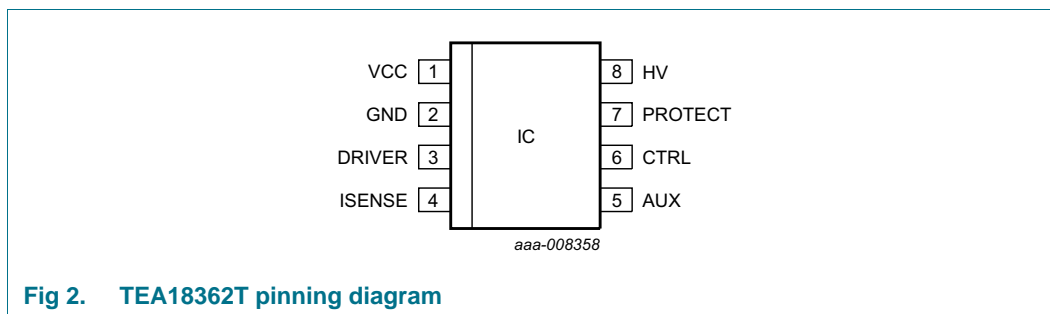 VCC 1 8 HV
GND 2 7 PROTECT
IC
DRIVER 3 6 CTRL
ISENSE 4 5 AUX
aaa-008358
Fig 2. TEA18362T pinning diagram